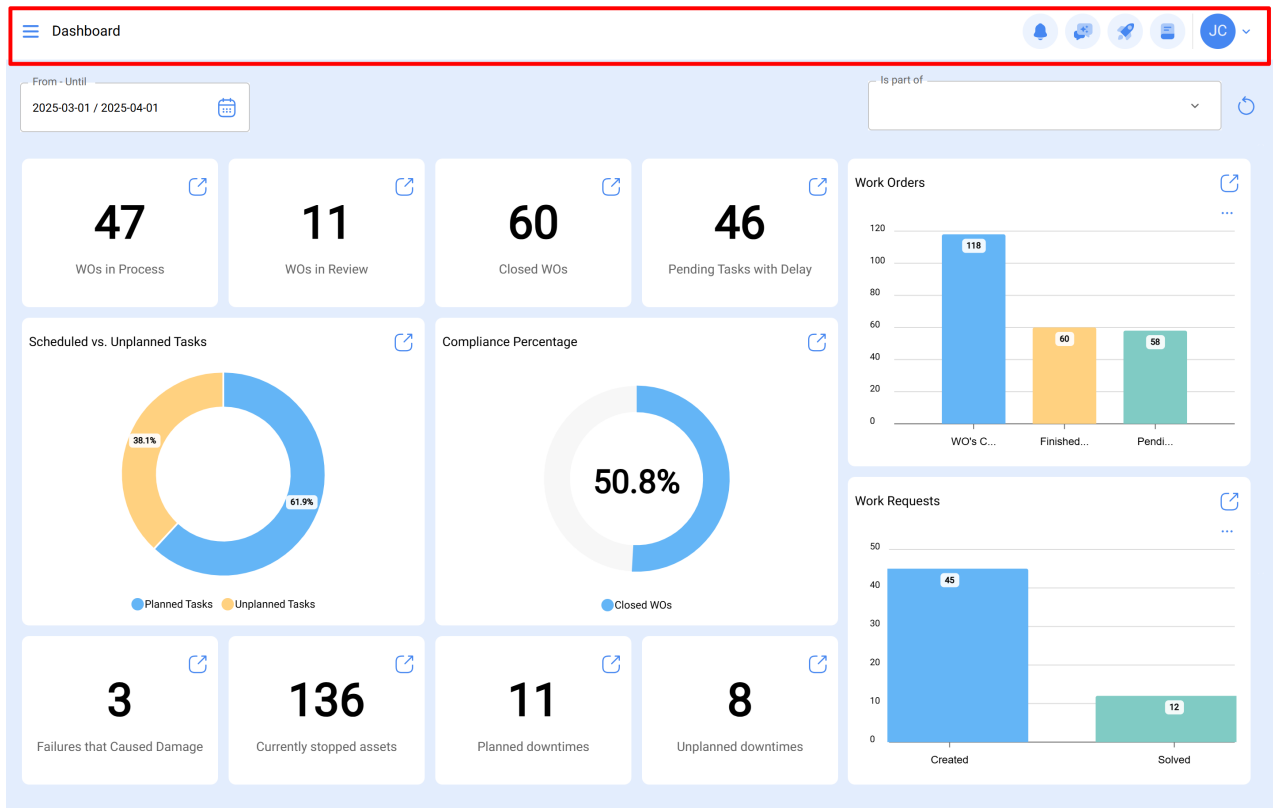 Dashboard
JC
From - Until
2025-03-01 / 2025-04-01
Is part of
47
WOs in Process
11
WOs in Review
60
Closed WOs
46
Pending Tasks with Delay
Work Orders
...
120
100
80
60
40
20
0
118
60
58
WO's C...
Finished...
Pendi...
Scheduled vs. Unplanned Tasks
38.1%
61.9%
Planned Tasks
Unplanned Tasks
Compliance Percentage
50.8%
Closed WOs
Work Requests
...
50
40
30
20
10
0
45
12
Created
Solved
3
Failures that Caused Damage
136
Currently stopped assets
11
Planned downtimes
8
Unplanned downtimes